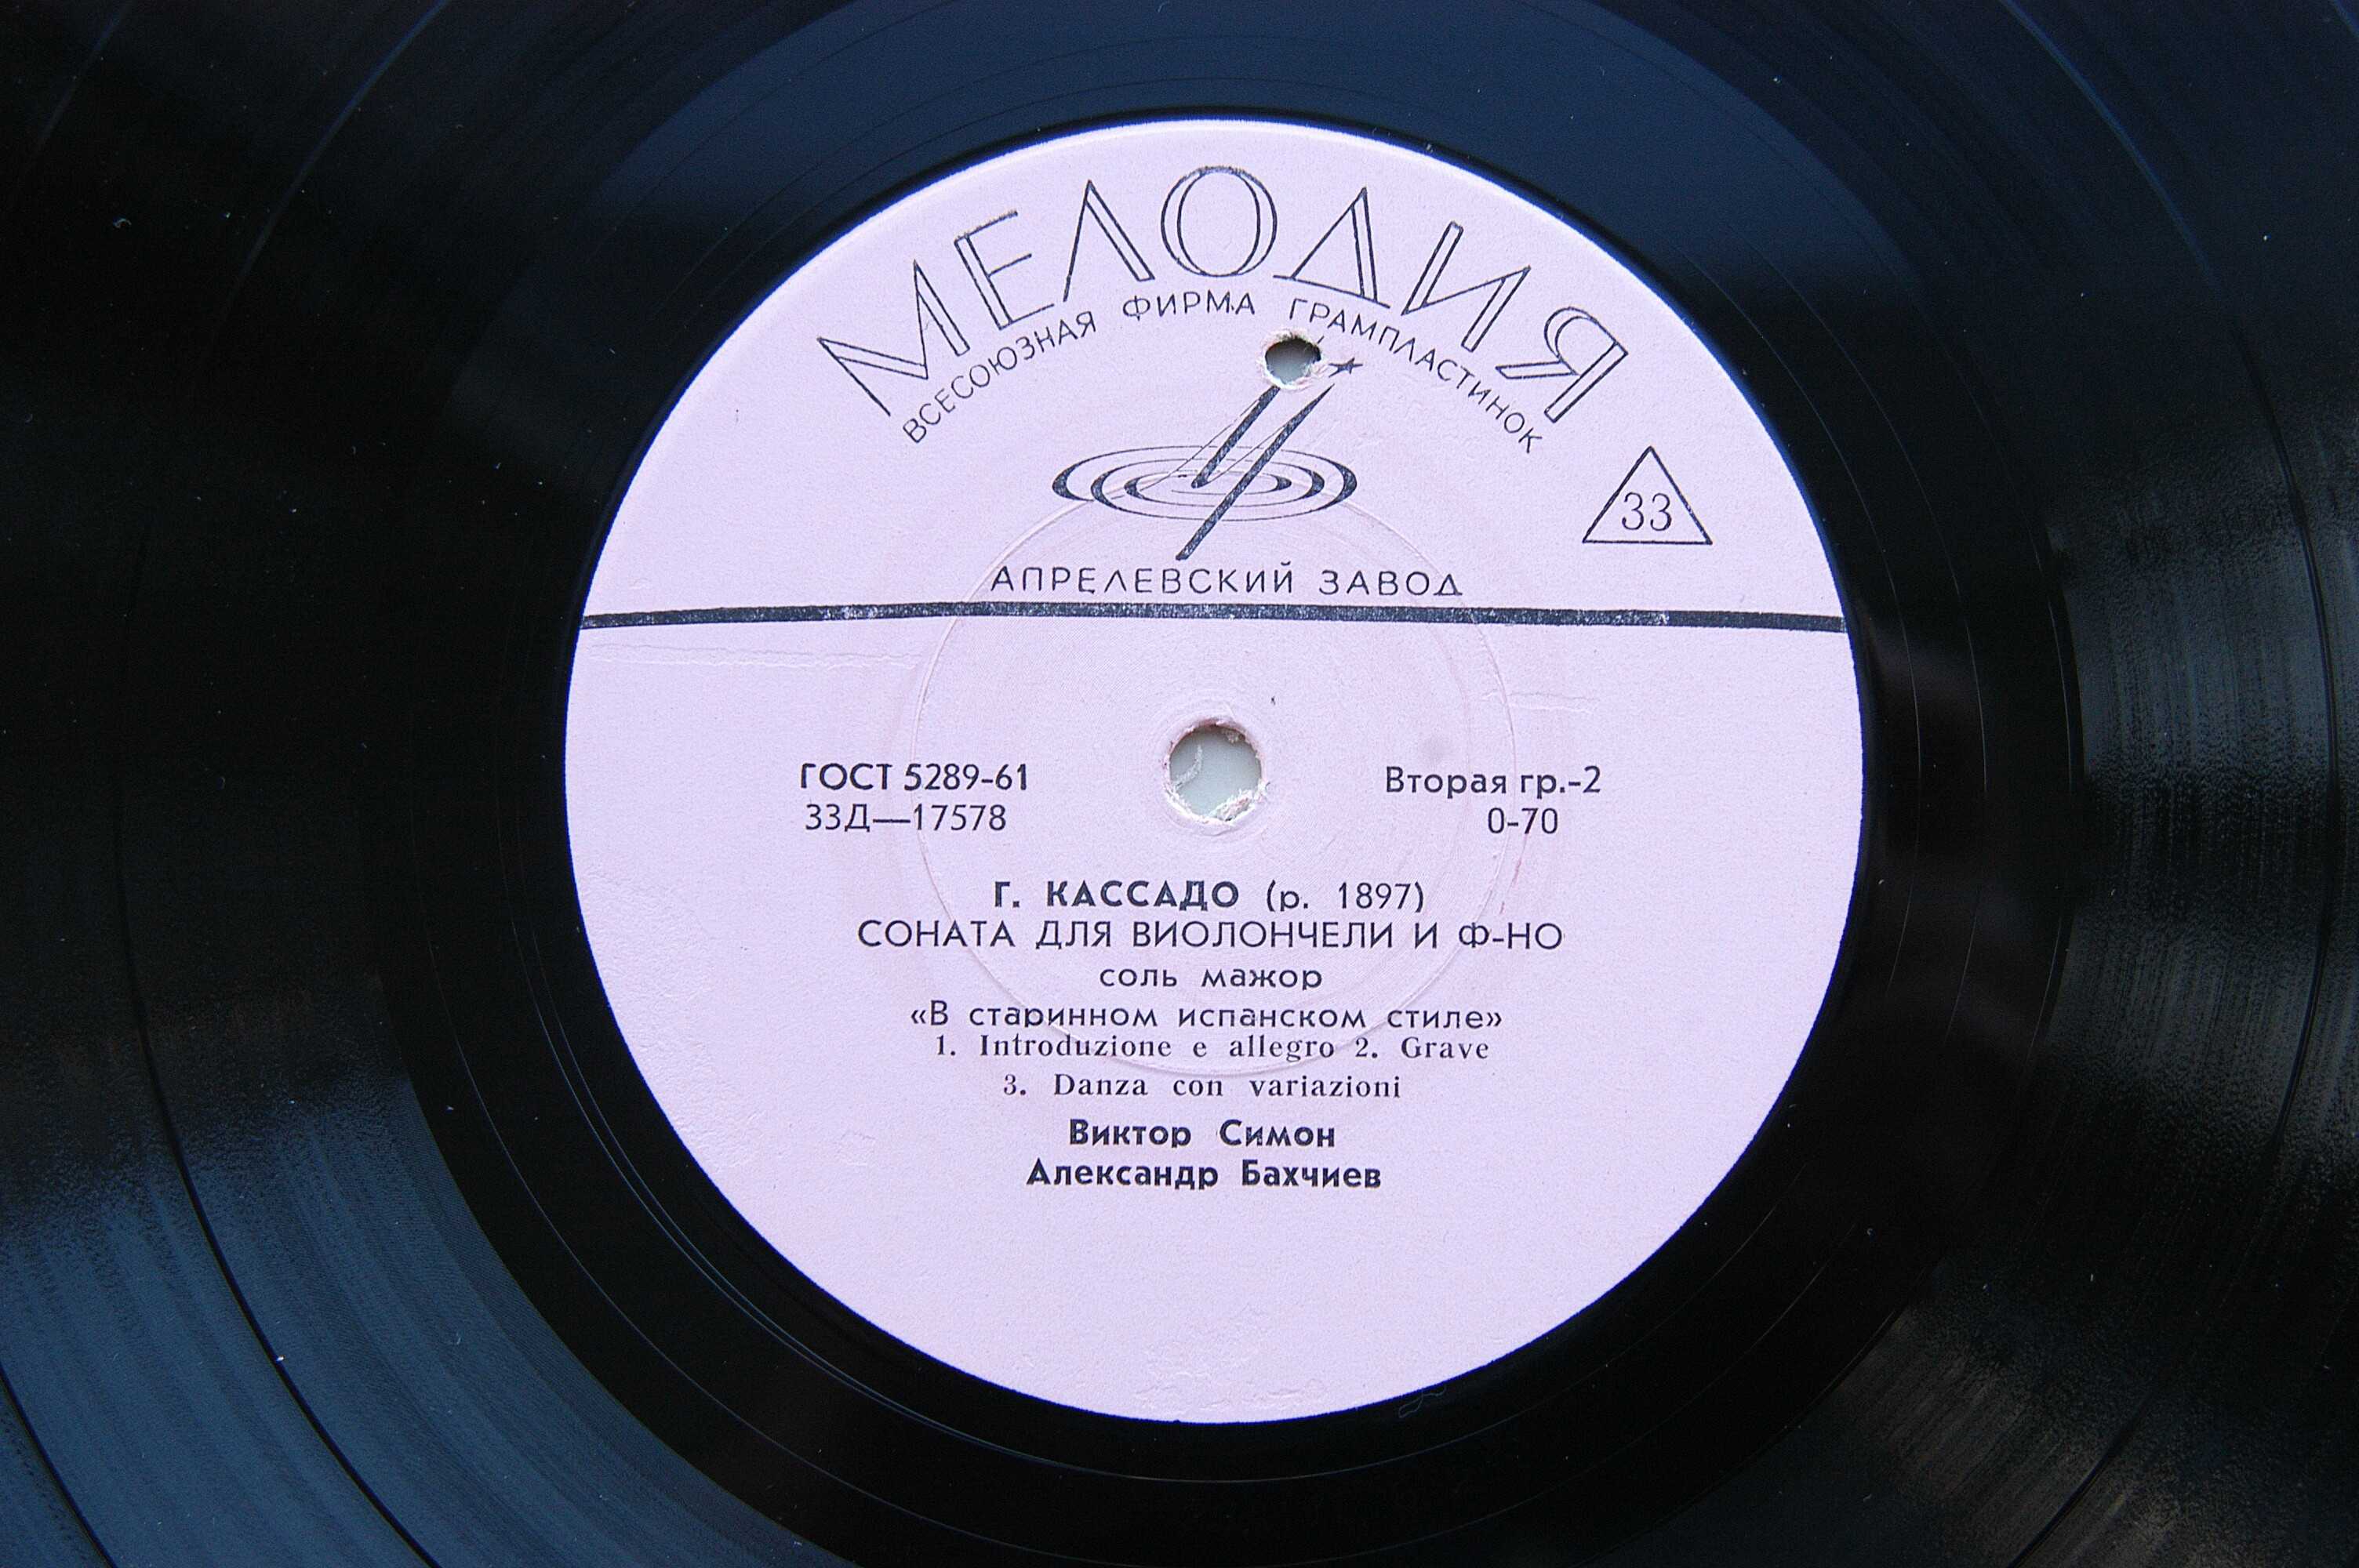 МЕЛОДИЯ
ВСЕСОЮЗНАЯ ФИРМА ГРАМПЛАСТИНОК
33
АПРЕЛЕВСКИЙ ЗАВОД
ГОСТ 5289-61 Вторая гр.-2
33Д—17578 0-70
Г. КАССАДО (р. 1897)
СОНАТА ДЛЯ ВИОЛОНЧЕЛИ И Ф-НО
соль мажор
«В старинном испанском стиле»
1. Introduzione e allegro 2. Grave
3. Danza con variazioni
Виктор Симон
Александр Бахчиев